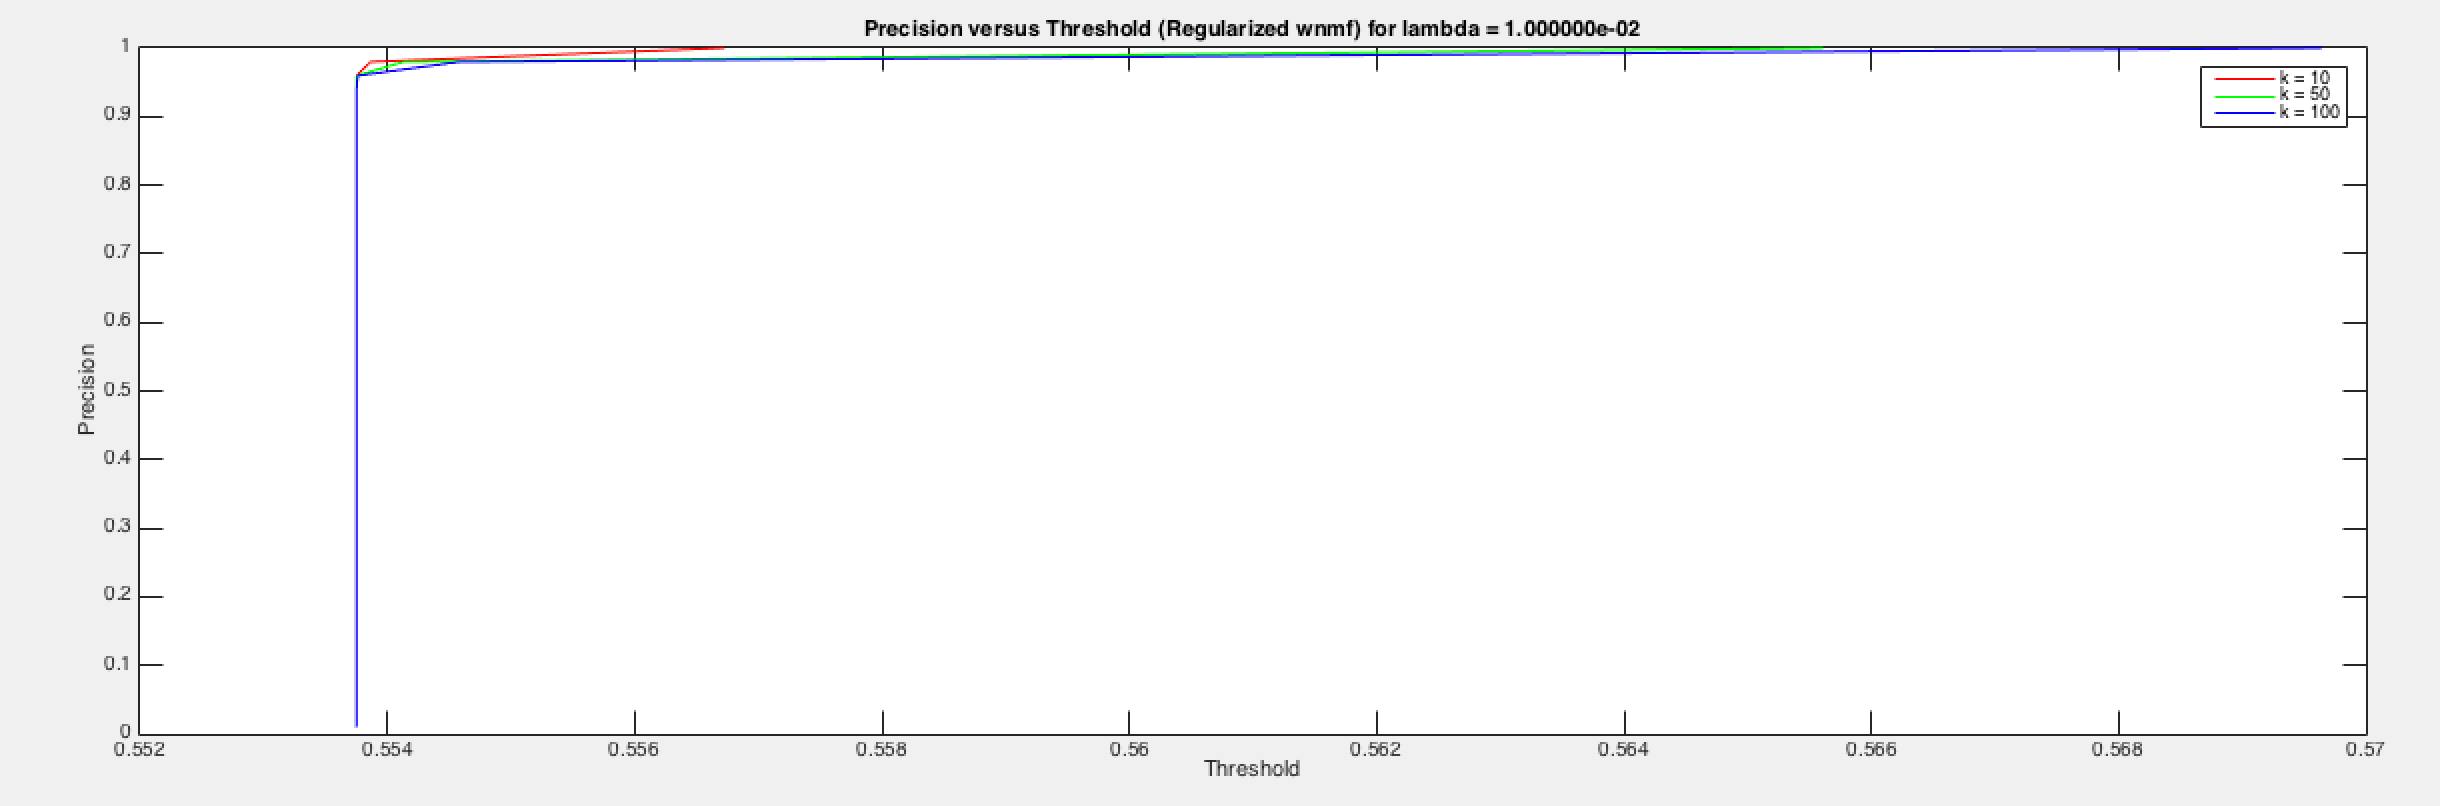 Precision versus Threshold (Regularized wnmf) for lambda = 1.000000e-02
1
0.9
0.8
0.7
0.6
0.5
0.4
0.3
0.2
0.1
0
Precision
k = 10
k = 50
k = 100
0.552 0.554 0.556 0.558 0.56 0.562 0.564 0.566 0.568 0.57
Threshold